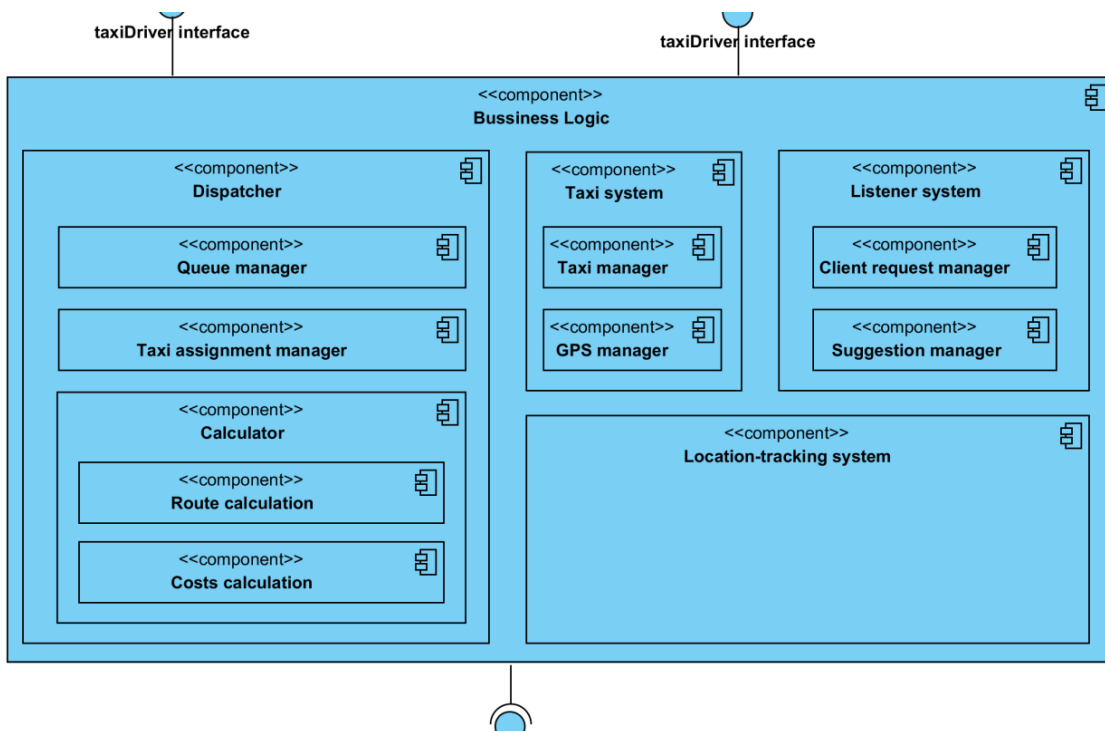 taxiDriver interface
taxiDriver interface
<<component>>
Bussiness Logic
<<component>>
Dispatcher
<<component>>
Queue manager
<<component>>
Taxi assignment manager
<<component>>
Calculator
<<component>>
Route calculation
<<component>>
Costs calculation
<<component>>
Taxi system
<<component>>
Taxi manager
<<component>>
GPS manager
<<component>>
Listener system
<<component>>
Client request manager
<<component>>
Suggestion manager
<<component>>
Location-tracking system